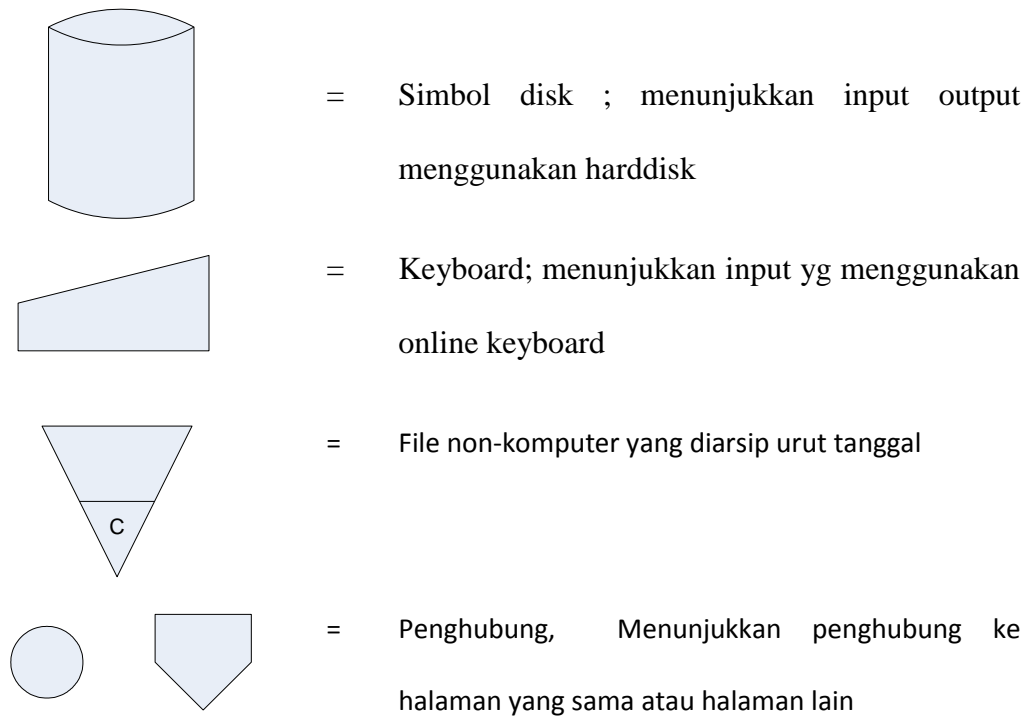 = Simbol disk ; menunjukkan input output
menggunakan harddisk
= Keyboard; menunjukkan input yg menggunakan
online keyboard
= File non-komputer yang diarsip urut tanggal
C
= Penghubung, Menunjukkan penghubung ke
halaman yang sama atau halaman lain